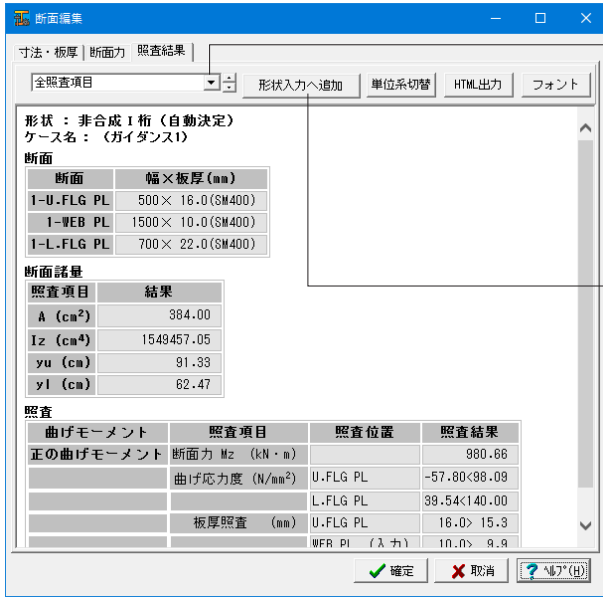 断面編集
寸法・板厚 断面力 照査結果
全照査項目 形状入力へ追加 単位系切替 HTML出力 フォント
形状 : 非合成 I 桁 (自動決定)
ケース名 : (ガイダンス1)
断面
断面 幅×板厚(mm)
1-U.FLG PL 500× 16.0(SM400)
1-WEB PL 1500× 10.0(SM400)
1-L.FLG PL 700× 22.0(SM400)
断面諸量
照査項目 結果
A (cm²) 384.00
Iz (cm⁴) 1549457.05
yu (cm) 91.33
yl (cm) 62.47
照査
曲げモーメント 照査項目 照査位置 照査結果
正の曲げモーメント 断面力 Mz (kN・m) 980.66
曲げ応力度 (N/mm²) U.FLG PL -57.80<98.09
L.FLG PL 39.54<140.00
板厚照査 (mm) U.FLG PL 16.0> 15.3
WEB PL (入力) 10.0> 9.9
確定 取消 ? ﾍﾙﾌﾟ(H)